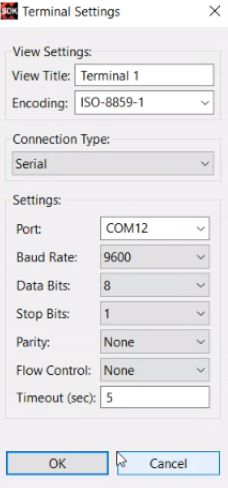 SDK Terminal Settings
View Settings:
View Title: Terminal 1
Encoding: ISO-8859-1
Connection Type:
Serial
Settings:
Port: COM12
Baud Rate: 9600
Data Bits: 8
Stop Bits: 1
Parity: None
Flow Control: None
Timeout (sec): 5
OK Cancel